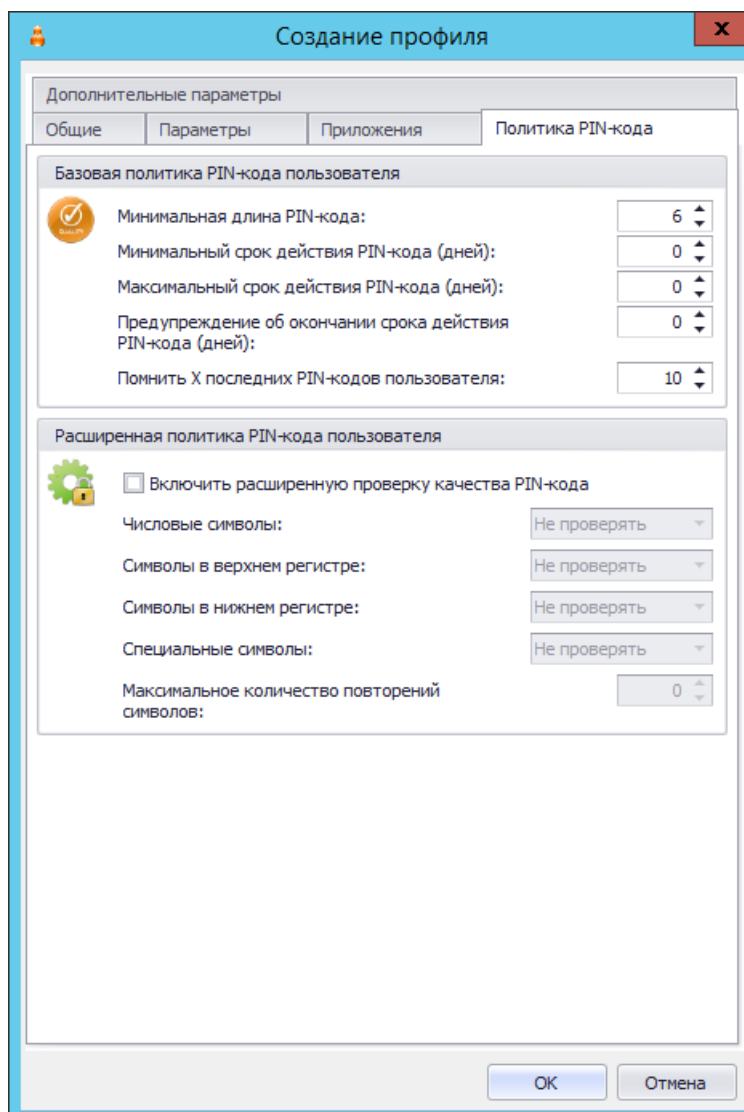 Создание профиля
x
Дополнительные параметры
Общие
Параметры
Приложения
Политика PIN-кода
Базовая политика PIN-кода пользователя
Минимальная длина PIN-кода:
6
Минимальный срок действия PIN-кода (дней):
0
Максимальный срок действия PIN-кода (дней):
0
Предупреждение об окончании срока действия
PIN-кода (дней):
0
Помнить X последних PIN-кодов пользователя:
10
Расширенная политика PIN-кода пользователя
Включить расширенную проверку качества PIN-кода
Числовые символы:
Не проверять
Символы в верхнем регистре:
Не проверять
Символы в нижнем регистре:
Не проверять
Специальные символы:
Не проверять
Максимальное количество повторений
символов:
0
OK
Отмена